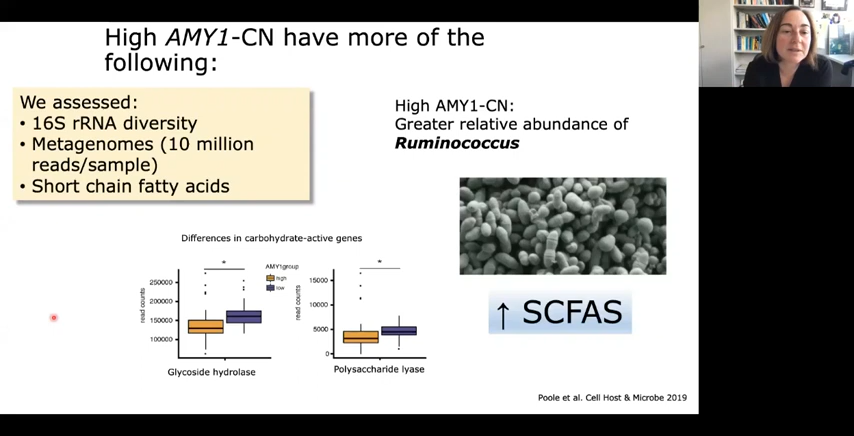 High AMY1-CN have more of the
following:
We assessed:
• 16S rRNA diversity
• Metagenomes (10 million
reads/sample)
• Short chain fatty acids
High AMY1-CN:
Greater relative abundance of
Ruminococcus
Differences in carbohydrate-active genes
read counts
250000
200000
150000
100000
*
Glycoside hydrolase
AMY1group
high
low
read counts
15000
10000
5000
0
*
Polysaccharide lyase
↑ SCFAS
Poole et al. Cell Host & Microbe 2019